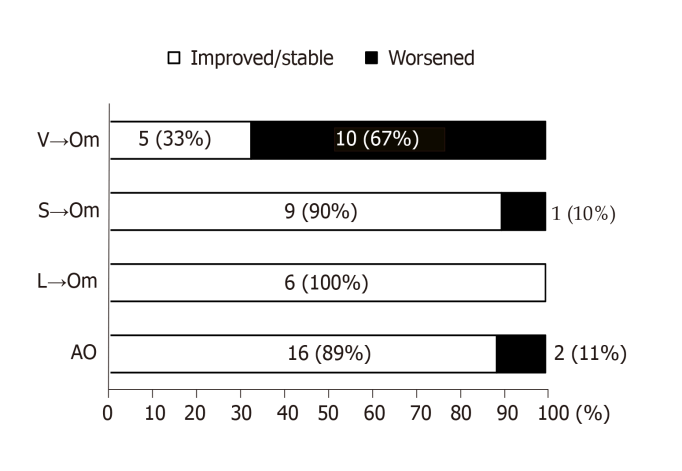 Improved/stable Worsened
V→Om 5 (33%) 10 (67%)
S→Om 9 (90%) 1 (10%)
L→Om 6 (100%)
AO 16 (89%) 2 (11%)
0 10 20 30 40 50 60 70 80 90 100 (%)